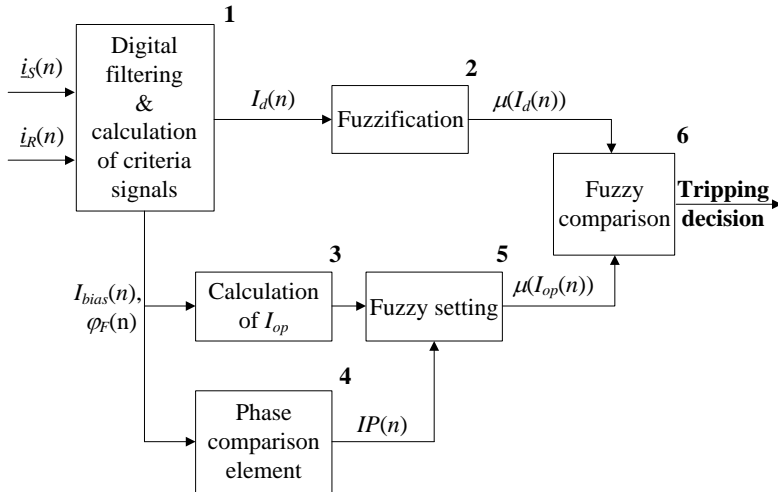 1
Digital
filtering
&
calculation
of criteria
signals
i_S(n)
i_R(n)
I_d(n)
2
Fuzzification
μ(I_d(n))
6
Fuzzy
comparison
Tripping
decision
I_bias(n),
φ_F(n)
3
Calculation
of I_op
5
Fuzzy setting
μ(I_op(n))
4
Phase
comparison
element
IP(n)